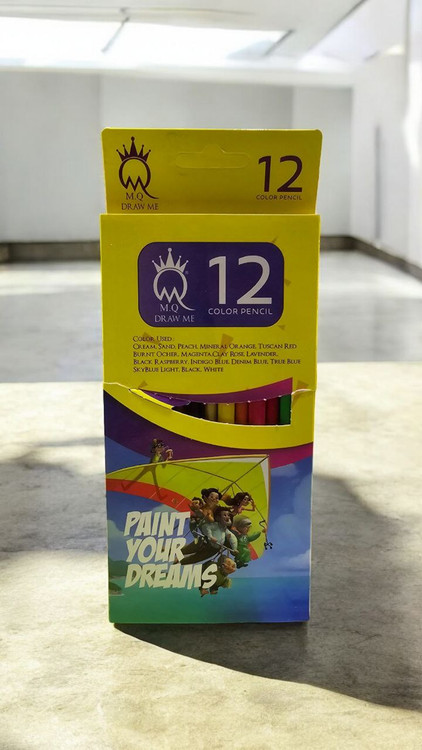 M.Q
DRAW ME
12
COLOR PENCIL
M.Q
DRAW ME
12
COLOR PENCIL
COLOR USED:
CREAM, SAND, PEACH, MINERAL ORANGE, TUSCAN RED
BURNT OCHER, MAGENTA,CLAY ROSE, LAVENDER,
BLACK RASPBERRY, INDIGO BLUE, DENIM BLUE, TRUE BLUE
SKYBLUE LIGHT, BLACK, WHITE
PAINT
YOUR
DREAMS